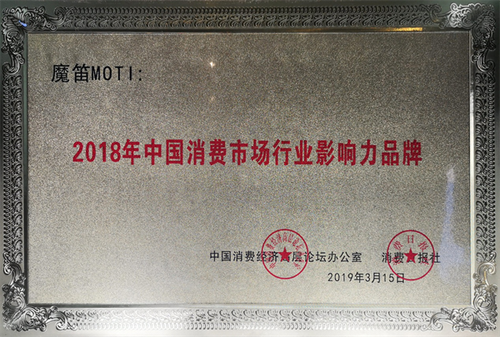 魔笛MOTI:
2018年中国消费市场行业影响力品牌
中国消费经济高层论坛办公室 消费日报社
2019年3月15日